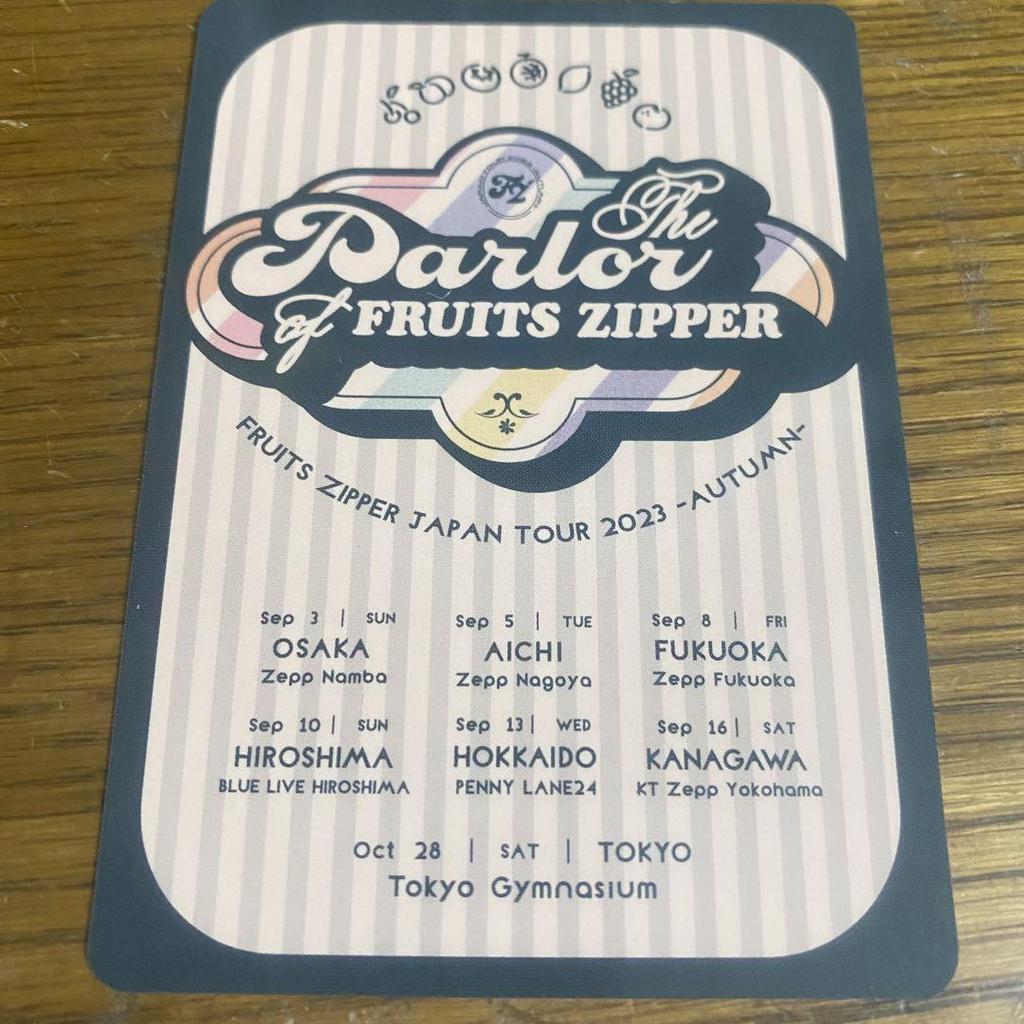 The
Parlor
of FRUITS ZIPPER
FRUITS ZIPPER JAPAN TOUR 2023 -AUTUMN-
Sep 3 | SUN
OSAKA
Zepp Namba
Sep 5 | TUE
AICHI
Zepp Nagoya
Sep 8 | FRI
FUKUOKA
Zepp Fukuoka
Sep 10 | SUN
HIROSHIMA
BLUE LIVE HIROSHIMA
Sep 13 | WED
HOKKAIDO
PENNY LANE24
Sep 16 | SAT
KANAGAWA
KT Zepp Yokohama
Oct 28 | SAT | TOKYO
Tokyo Gymnasium